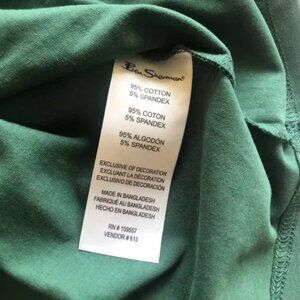 Ben Sherman
95% COTTON
5% SPANDEX
95% COTON
5% SPANDEX
95% ALGODÓN
5% SPANDEX
EXCLUSIVE OF DECORATION
EXCLUANT LA DÉCORATION
EXCLUSIVO DE DECORACIÓN
MADE IN BANGLADESH
FABRIQUÉ AU BANGLADESH
HECHO EN BANGLADESH
RN # 159557
VENDOR # 615